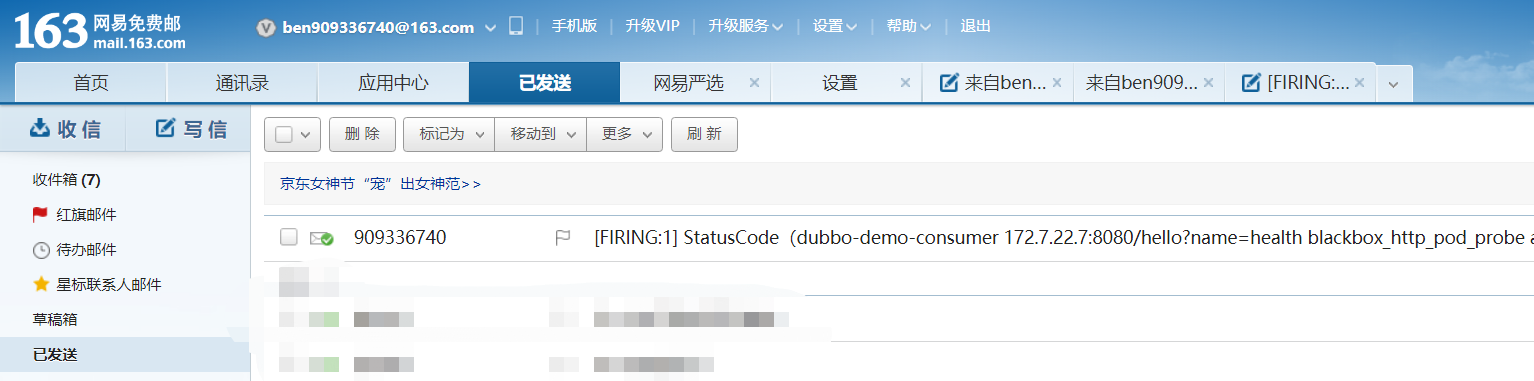 163 网易免费邮
mail.163.com
V ben909336740@163.com 手机版 升级VIP 升级服务 设置 帮助 退出
首页 通讯录 应用中心 已发送 网易严选 设置 来自ben... 来自ben909... [FIRING:...
收信 写信
删 除 标记为 移动到 更多 刷 新
收件箱 (7)
京东女神节“宠”出女神范>>
红旗邮件
909336740 [FIRING:1] StatusCode（dubbo-demo-consumer 172.7.22.7:8080/hello?name=health blackbox_http_pod_probe a
待办邮件
星标联系人邮件
草稿箱
已发送